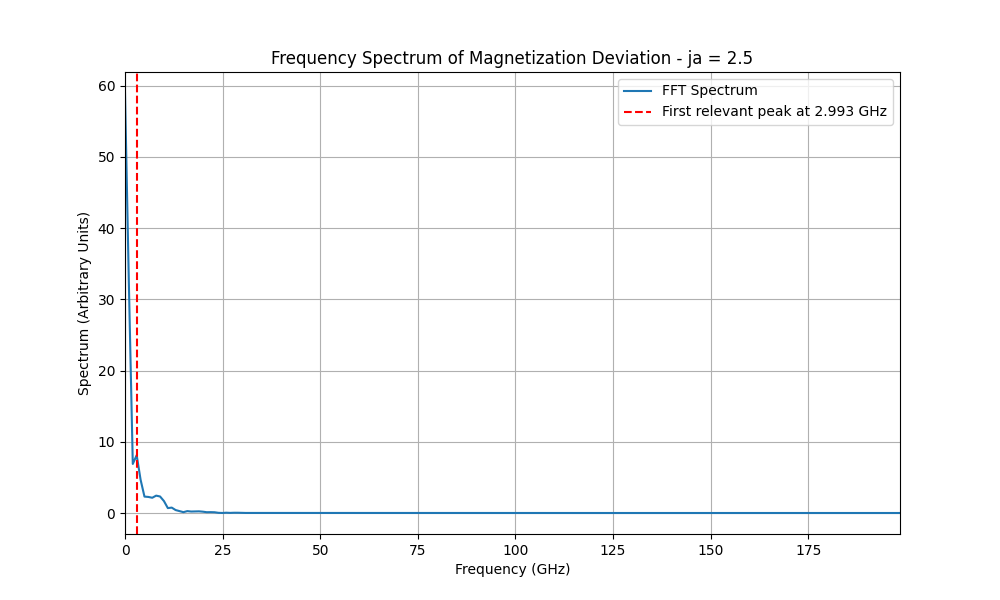 Frequency Spectrum of Magnetization Deviation - ja = 2.5
FFT Spectrum
First relevant peak at 2.993 GHz
Spectrum (Arbitrary Units)
60
50
40
30
20
10
0
0 25 50 75 100 125 150 175
Frequency (GHz)